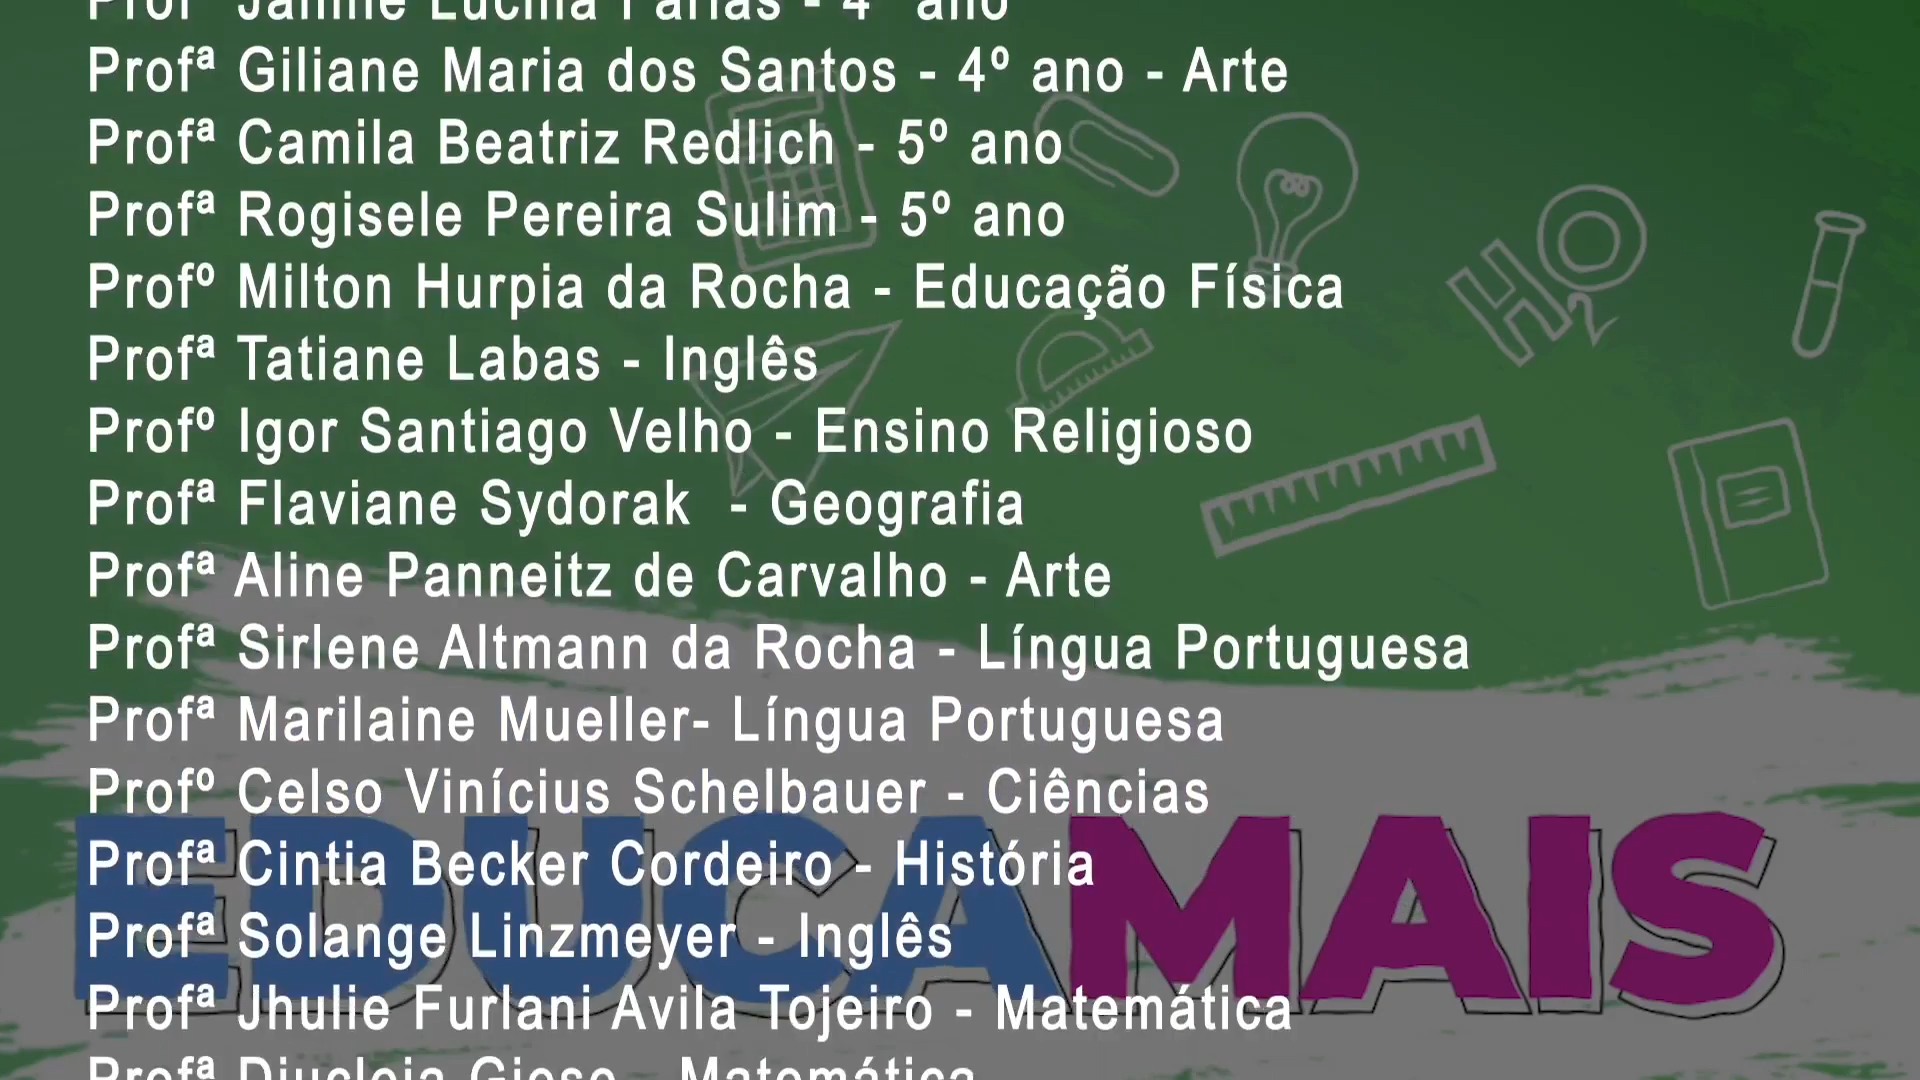 Profª Giliane Maria dos Santos - 4º ano - Arte
Profª Camila Beatriz Redlich - 5º ano
Profª Rogisele Pereira Sulim - 5º ano
Profº Milton Hurpia da Rocha - Educação Física
Profª Tatiane Labas - Inglês
Profº Igor Santiago Velho - Ensino Religioso
Profª Flaviane Sydorak - Geografia
Profª Aline Panneitz de Carvalho - Arte
Profª Sirlene Altmann da Rocha - Língua Portuguesa
Profª Marilaine Mueller- Língua Portuguesa
Profº Celso Vinícius Schelbauer - Ciências
Profª Cintia Becker Cordeiro - História
Profª Solange Linzmeyer - Inglês
Profª Jhulie Furlani Avila Tojeiro - Matemática
Profª - Matemática
EDUCAMAIS
H2O